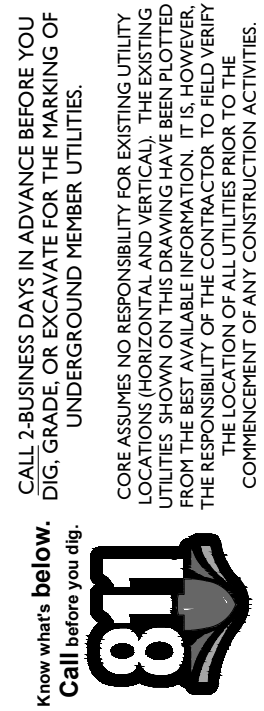 Know what's below.
Call before you dig.
811
CALL 2-BUSINESS DAYS IN ADVANCE BEFORE YOU
DIG, GRADE, OR EXCAVATE FOR THE MARKING OF
UNDERGROUND MEMBER UTILITIES.
CORE ASSUMES NO RESPONSIBILITY FOR EXISTING UTILITY
LOCATIONS (HORIZONTAL AND VERTICAL). THE EXISTING
UTILITIES SHOWN ON THIS DRAWING HAVE BEEN PLOTTED
FROM THE BEST AVAILABLE INFORMATION. IT IS, HOWEVER,
THE RESPONSIBILITY OF THE CONTRACTOR TO FIELD VERIFY
THE LOCATION OF ALL UTILITIES PRIOR TO THE
COMMENCEMENT OF ANY CONSTRUCTION ACTIVITIES.